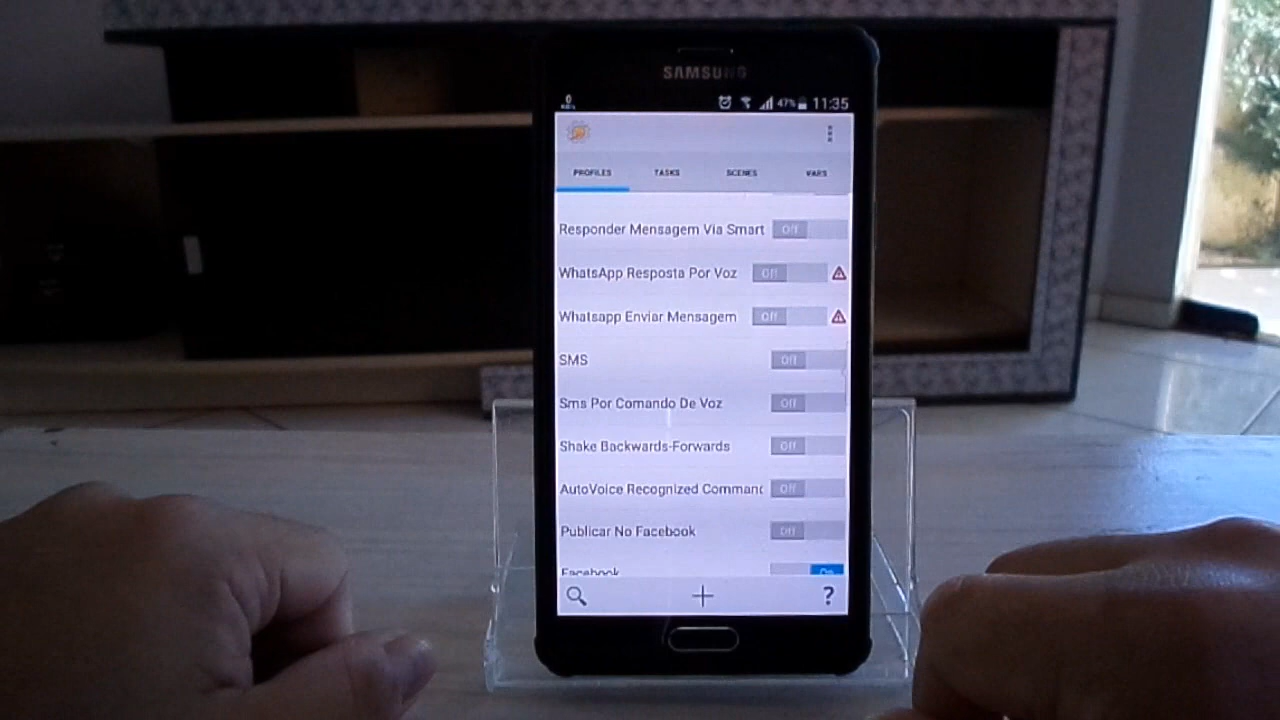 SAMSUNG
0
47% 11:35
PROFILES TASKS SCENES VARS
Responder Mensagem Via Smart Off
WhatsApp Resposta Por Voz Off
Whatsapp Enviar Mensagem Off
SMS Off
Sms Por Comando De Voz Off
Shake Backwards-Forwards Off
AutoVoice Recognized Command Off
Publicar No Facebook Off
Facebook On
?